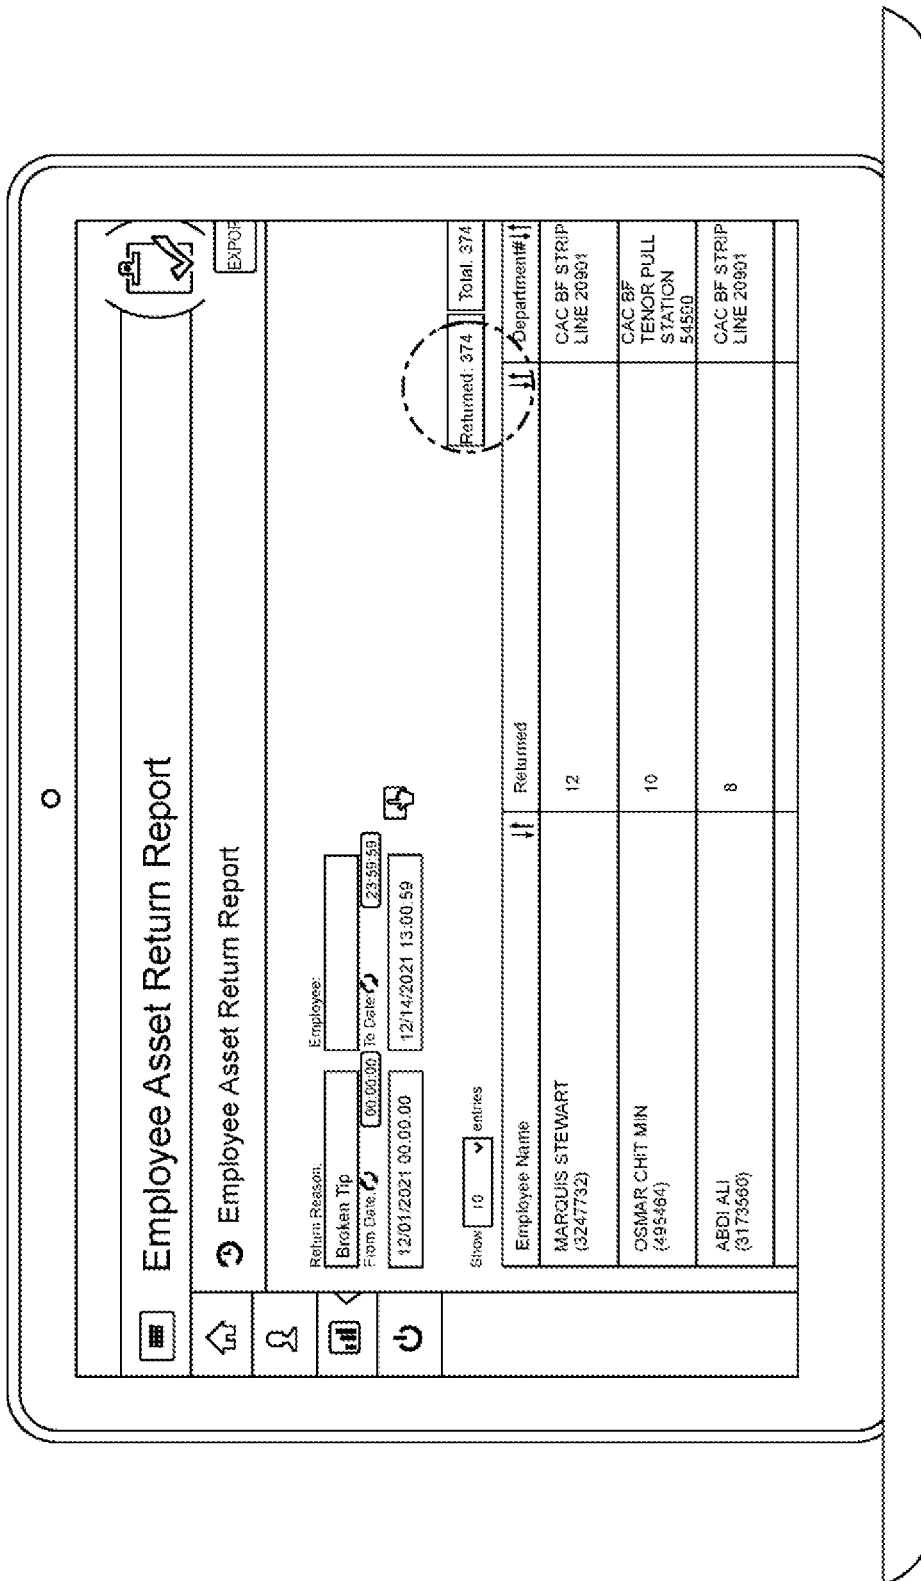 Employee Asset Return Report
Employee Asset Return Report
EXPOR
Return Reason:
Employee:
Broken Tip
From Date:
00:00:00
To Date:
23:59:59
12/01/2021 00:00:00
12/14/2021 13:00:59
Returned: 374
Total: 374
Show 10 entries
Employee Name
Returned
Department#
MARQUIS STEWART
(3247732)
12
CAC BF STRIP
LINE 20901
OSMAR CHIT MIN
(495464)
10
CAC BF
TENOR PULL
STATION
54500
ABDI ALI
(3173560)
8
CAC BF STRIP
LINE 20901